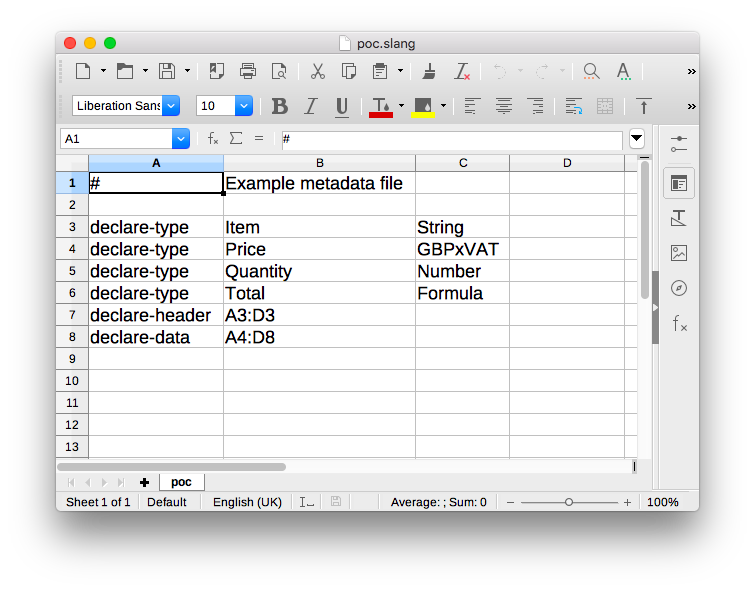 poc.slang
Liberation Sans 10 B I U
A1 fx Σ = #
A B C D
1 # Example metadata file
2
3 declare-type Item String
4 declare-type Price GBPxVAT
5 declare-type Quantity Number
6 declare-type Total Formula
7 declare-header A3:D3
8 declare-data A4:D8
9
10
11
12
13
poc
Sheet 1 of 1 Default English (UK) Average: ; Sum: 0 100%